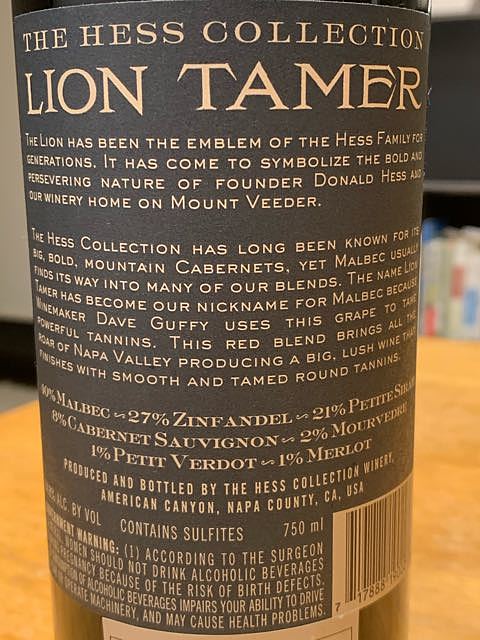 THE HESS COLLECTION
LION TAMER
THE LION HAS BEEN THE EMBLEM OF THE HESS FAMILY FOR
GENERATIONS. IT HAS COME TO SYMBOLIZE THE BOLD AND
PERSEVERING NATURE OF FOUNDER DONALD HESS AND
OUR WINERY HOME ON MOUNT VEEDER.
THE HESS COLLECTION HAS LONG BEEN KNOWN FOR ITS
BIG, BOLD, MOUNTAIN CABERNETS, YET MALBEC USUALLY
FINDS ITS WAY INTO MANY OF OUR BLENDS. THE NAME LION
TAMER HAS BECOME OUR NICKNAME FOR MALBEC BECAUSE
WINEMAKER DAVE GUFFY USES THIS GRAPE TO TAME
POWERFUL TANNINS. THIS RED BLEND BRINGS ALL THE
ROAR OF NAPA VALLEY PRODUCING A BIG, LUSH WINE THAT
FINISHES WITH SMOOTH AND TAMED ROUND TANNINS.
40% MALBEC ~ 27% ZINFANDEL ~ 21% PETITE SIRAH
8% CABERNET SAUVIGNON ~ 2% MOURVEDRE
1% PETIT VERDOT ~ 1% MERLOT
PRODUCED AND BOTTLED BY THE HESS COLLECTION WINERY,
AMERICAN CANYON, NAPA COUNTY, CA, USA
ALC. BY VOL CONTAINS SULFITES 750 ml
GOVERNMENT WARNING: (1) ACCORDING TO THE SURGEON
WOMEN SHOULD NOT DRINK ALCOHOLIC BEVERAGES
PREGNANCY BECAUSE OF THE RISK OF BIRTH DEFECTS.
OF ALCOHOLIC BEVERAGES IMPAIRS YOUR ABILITY TO DRIVE
OPERATE MACHINERY, AND MAY CAUSE HEALTH PROBLEMS.
7 17888